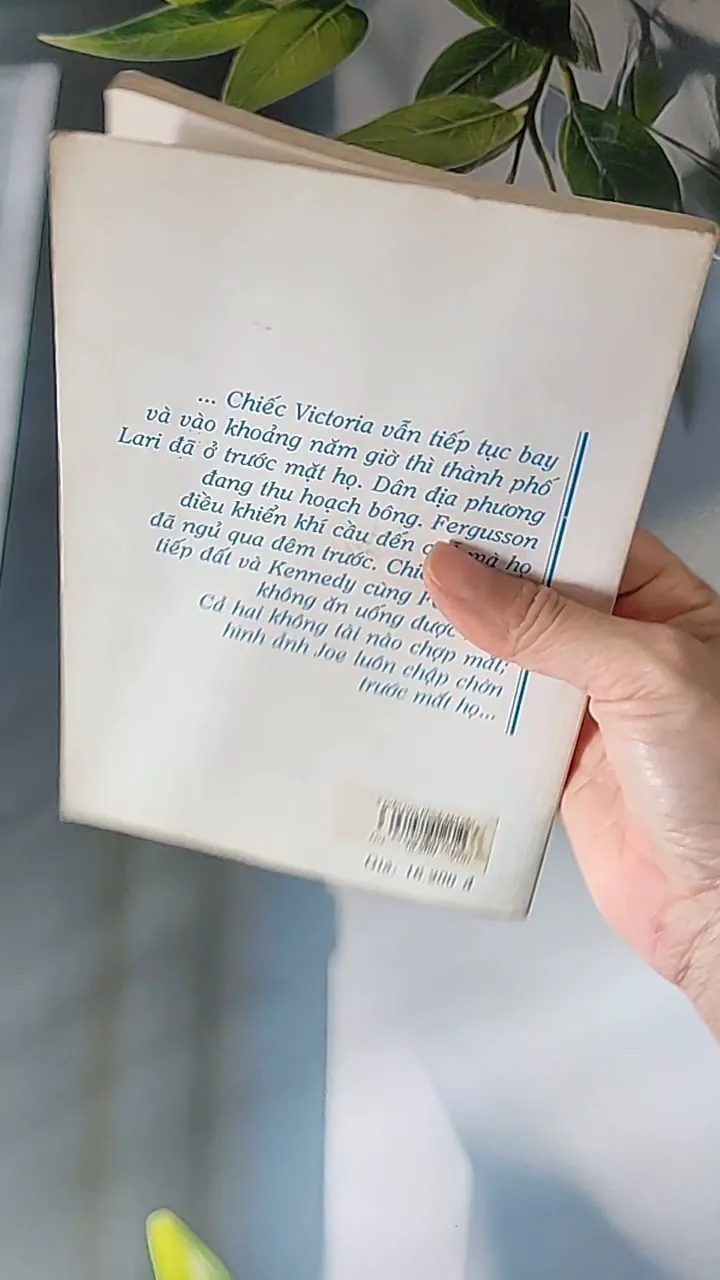 ... Chiếc Victoria vẫn tiếp tục bay
và vào khoảng năm giờ thì thành phố
Lari đã ở trước mặt họ. Dân địa phương
đang thu hoạch bông. Fergusson
điều khiển khí cầu đến mà họ
đã ngủ qua đêm trước.
tiếp đất và Kennedy cùng
không ăn uống được
Cả hai không tài nào chợp mắt;
hình ảnh Joe luôn chập chờn
trước mắt họ...